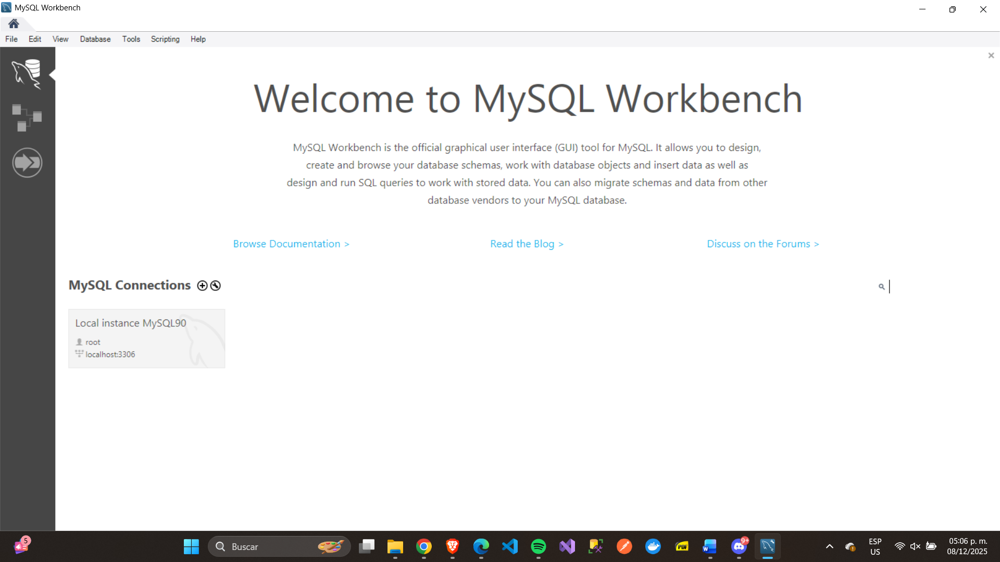 MySQL Workbench
File Edit View Database Tools Scripting Help
Welcome to MySQL Workbench
MySQL Workbench is the official graphical user interface (GUI) tool for MySQL. It allows you to design,
create and browse your database schemas, work with database objects and insert data as well as
design and run SQL queries to work with stored data. You can also migrate schemas and data from other
database vendors to your MySQL database.
Browse Documentation > Read the Blog > Discuss on the Forums >
MySQL Connections
Local instance MySQL90
root
localhost:3306
5
Buscar
PDF
W
9+
ESP
US
05:06 p. m.
08/12/2025